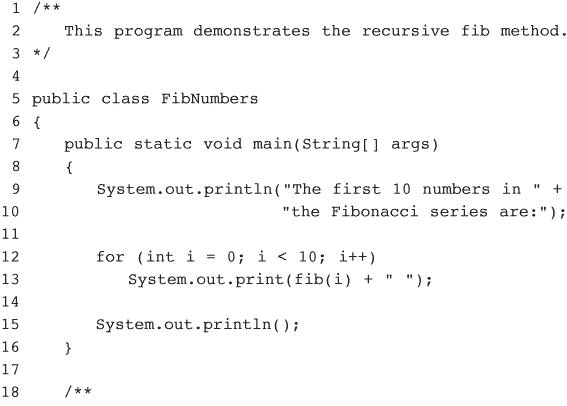 1 /**
2 This program demonstrates the recursive fib method.
3 */
4
5 public class FibNumbers
6 {
7 public static void main(String[] args)
8 {
9 System.out.println("The first 10 numbers in " +
10 "the Fibonacci series are:");
11
12 for (int i = 0; i < 10; i++)
13 System.out.print(fib(i) + " ");
14
15 System.out.println();
16 }
17
18 /**